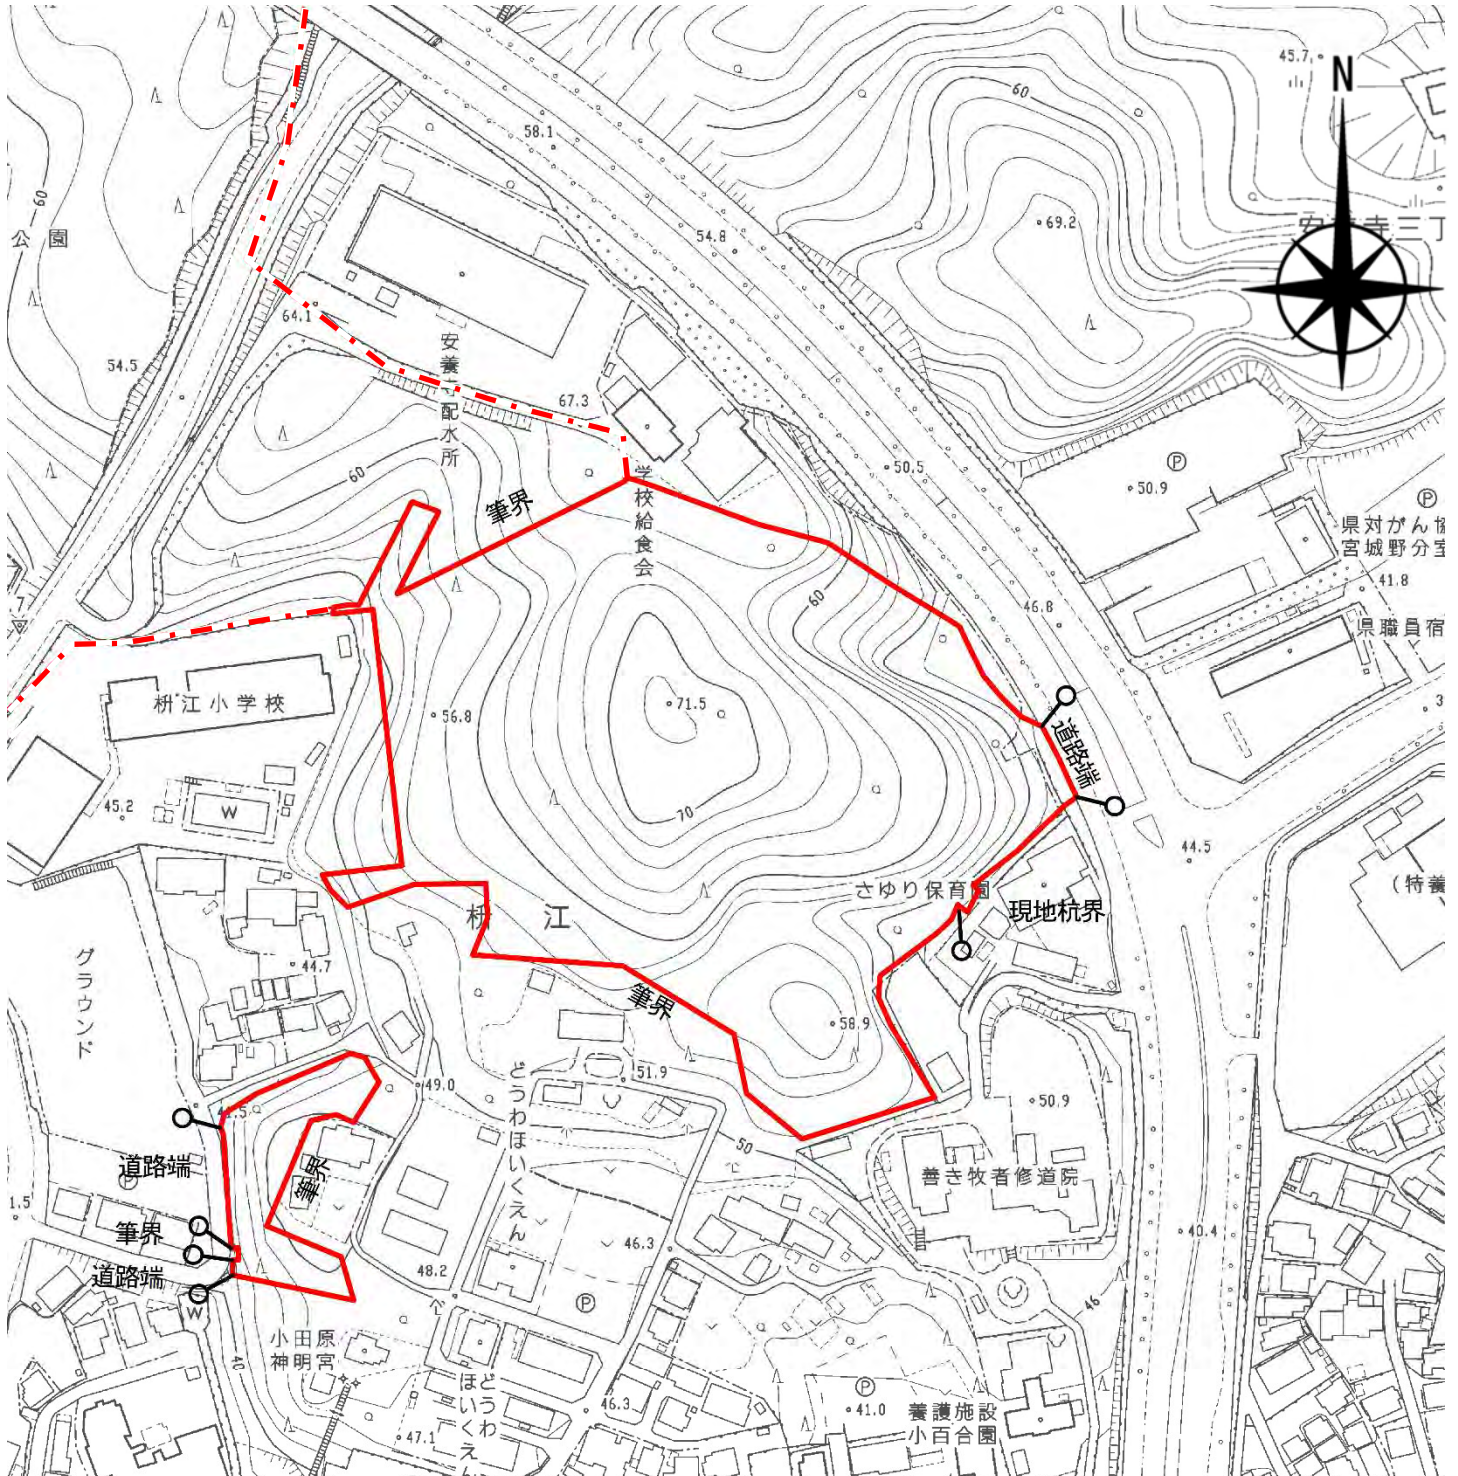 45.7
N
60
58.1
安養寺三丁
69.2
54.8
60
公園
64.1
安養寺配水所
54.5
67.3
50.5
60
学校給食会
筆界
50.9
P
P
県対がん協
宮城野分室
41.8
46.8
県職員宿
7
60
枡江小学校
56.8
71.5
道路端
3
45.2
W
70
44.5
さゆり保育園
(特養
現地杭界
枡江
グラウンド
44.7
筆界
58.9
どうわほいくえん
51.9
49.0
50.9
41.5
50
道路端
P
筆界
善き牧者修道院
1.5
筆界
46.3
40.4
道路端
48.2
P
46
W
小田原
神明宮
40
どうわ
ほいくえん
46.3
P
41.0
養護施設
小百合園
47.1